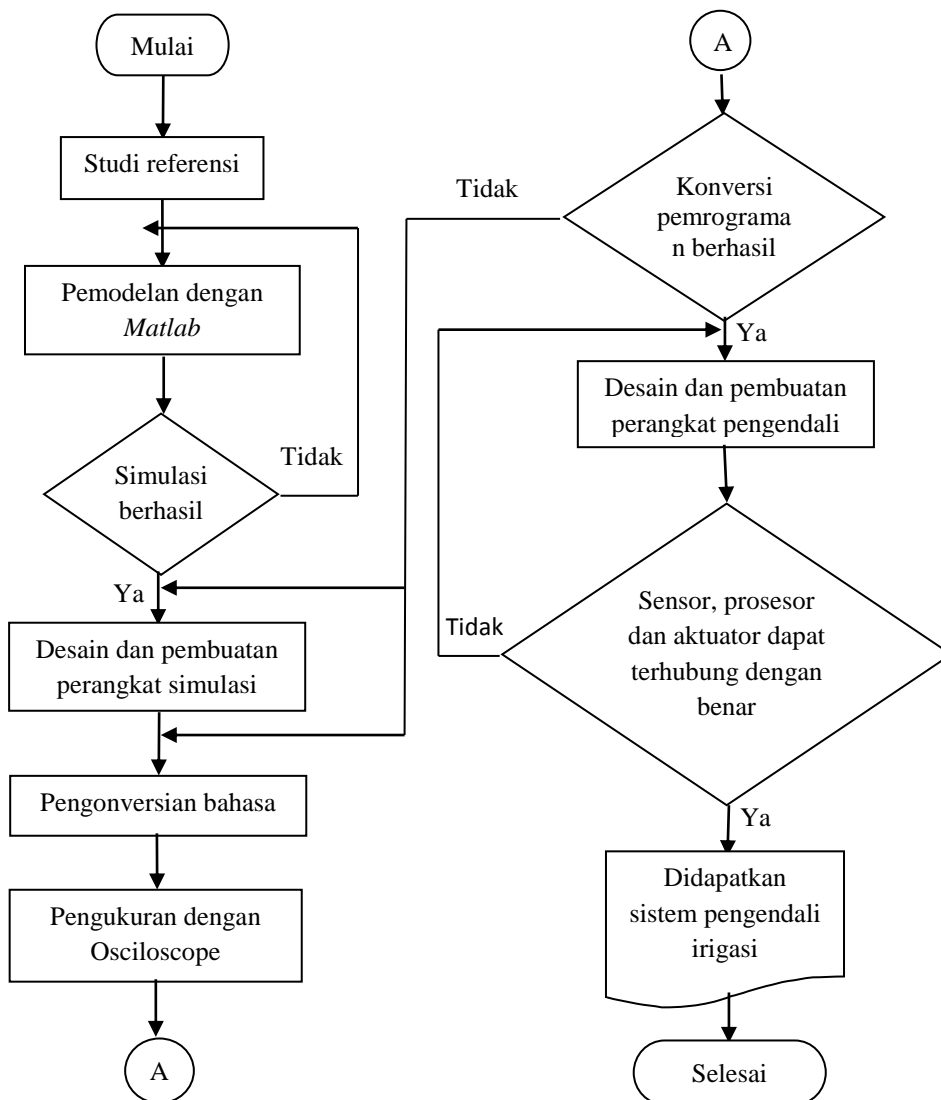 Mulai
Studi referensi
Pemodelan dengan
Matlab
Simulasi
berhasil
Tidak
Ya
Desain dan pembuatan
perangkat simulasi
Pengonversian bahasa
Pengukuran dengan
Osciloscope
A
A
Konversi
pemrograma
n berhasil
Tidak
Ya
Desain dan pembuatan
perangkat pengendali
Sensor, prosesor
dan aktuator dapat
terhubung dengan
benar
Tidak
Ya
Didapatkan
sistem pengendali
irigasi
Selesai